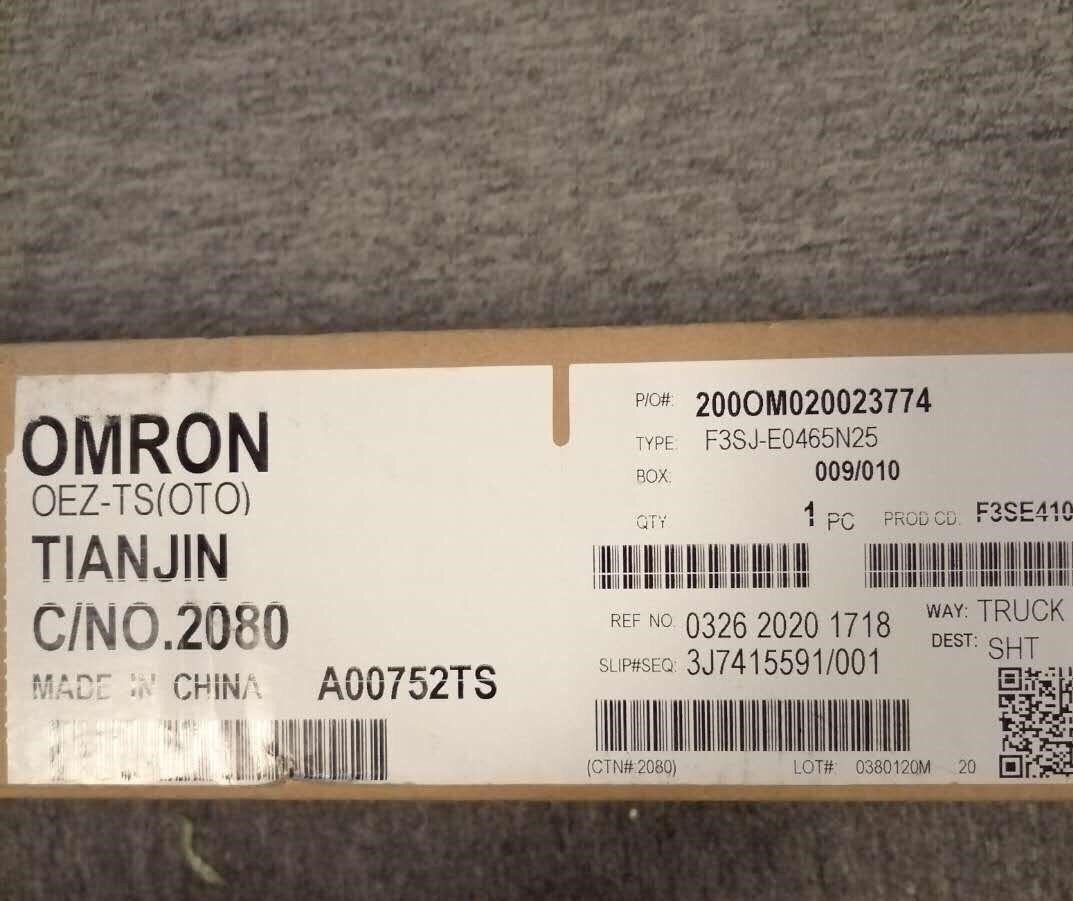 OMRON
OEZ-TS(OTO)
TIANJIN
C/NO.2080
MADE IN CHINA A00752TS
P/O#: 200OM020023774
TYPE: F3SJ-E0465N25
BOX: 009/010
QTY 1 PC PROD CD. F3SE410
REF NO. 0326 2020 1718 WAY: TRUCK
SLIP#SEQ: 3J7415591/001 DEST: SHT
(CTN#:2080) LOT# 0380120M 20